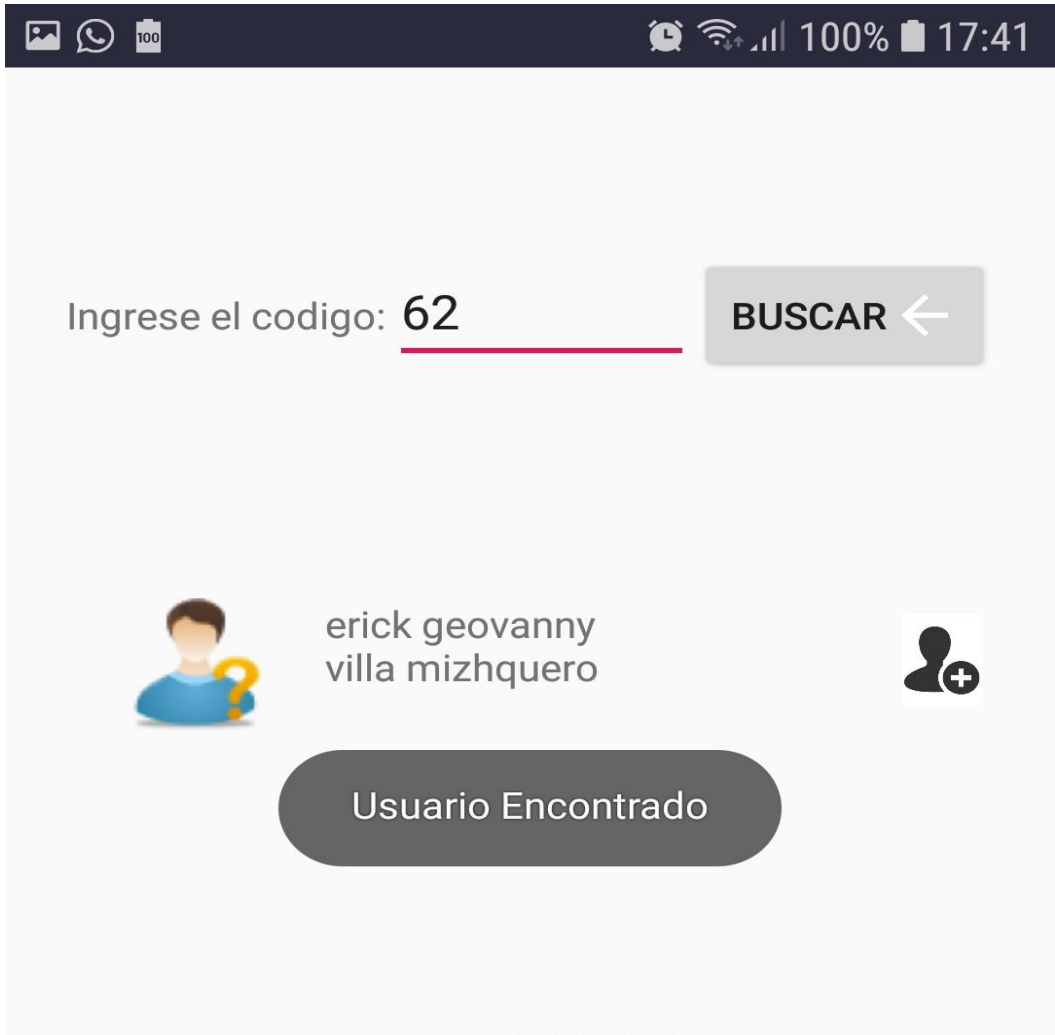 100 100% 17:41
Ingrese el codigo: 62 BUSCAR
erick geovanny
villa mizhquero
Usuario Encontrado